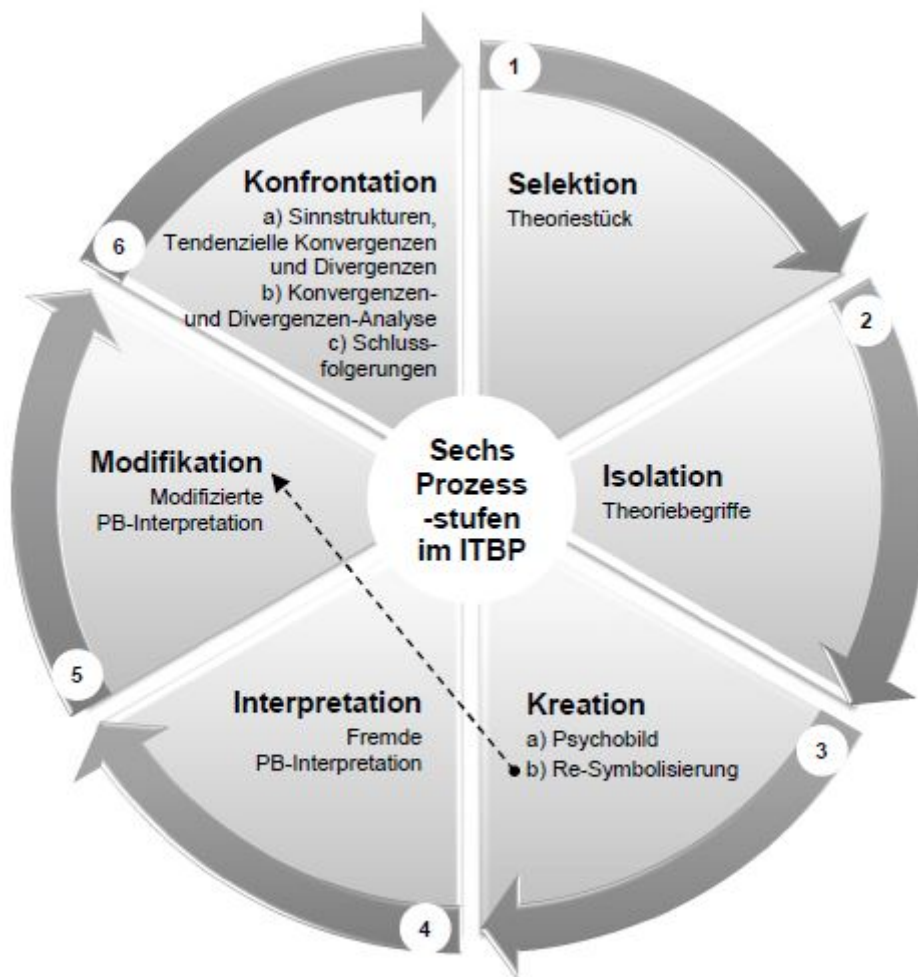 1
Selektion
Theoriestück
2
Isolation
Theoriebegriffe
3
Kreation
a) Psychobild
b) Re-Symbolisierung
4
Interpretation
Fremde
PB-Interpretation
5
Modifikation
Modifizierte
PB-Interpretation
6
Konfrontation
a) Sinnstrukturen,
Tendenzielle Konvergenzen
und Divergenzen
b) Konvergenzen-
und Divergenzen-Analyse
c) Schluss-
folgerungen
Sechs
Prozess
-stufen
im ITBP